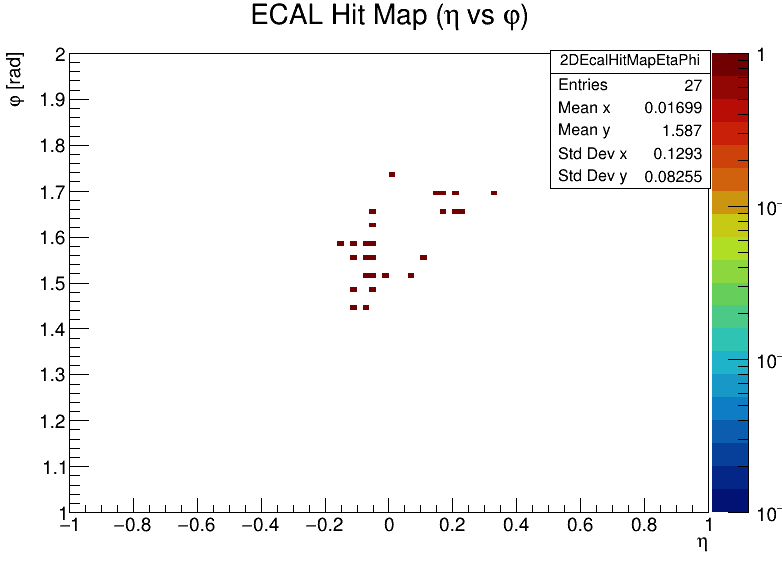 ECAL Hit Map (η vs φ)
φ [rad]
2DEcalHitMapEtaPhi
Entries 27
Mean x 0.01699
Mean y 1.587
Std Dev x 0.1293
Std Dev y 0.08255
2
1.9
1.8
1.7
1.6
1.5
1.4
1.3
1.2
1.1
1
−1 −0.8 −0.6 −0.4 −0.2 0 0.2 0.4 0.6 0.8 1
η
1
10
10
10